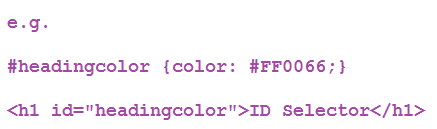 e.g.
#headingcolor {color: #FF0066;}
<h1 id="headingcolor">ID Selector</h1>